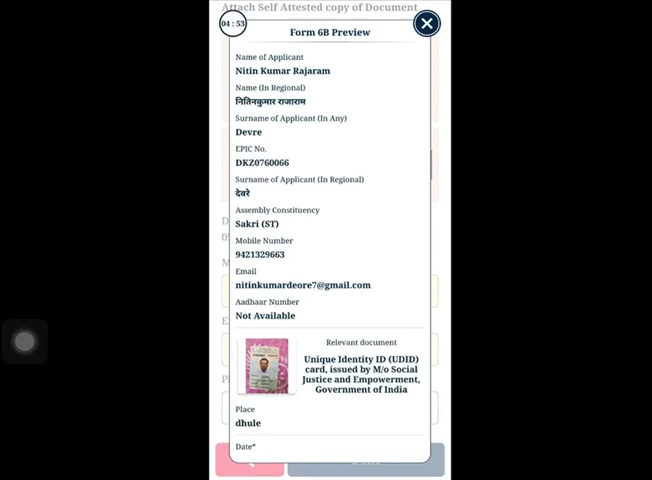 Attach Self Attested copy of Document
04 : 53
Form 6B Preview
Name of Applicant
Nitin Kumar Rajaram
Name (In Regional)
नितिनकुमार राजाराम
Surname of Applicant (In Any)
Devre
EPIC No.
DKZ0760066
Surname of Applicant (In Regional)
देवरे
Assembly Constituency
Sakri (ST)
Mobile Number
9421329663
Email
nitinkumardeore7@gmail.com
Aadhaar Number
Not Available
Relevant document
Unique Identity ID (UDID)
card, issued by M/o Social
Justice and Empowerment,
Government of India
Place
dhule
Date*